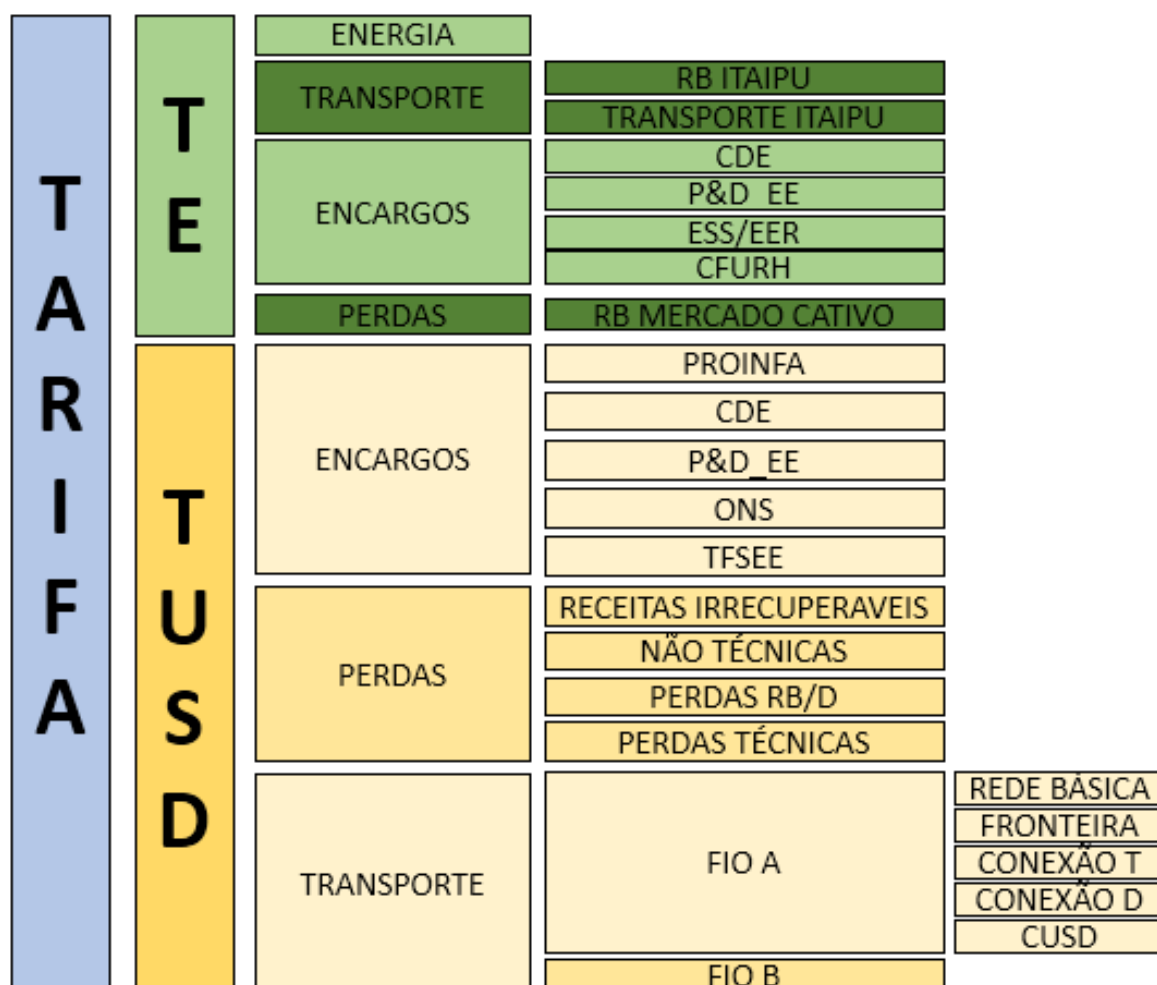 TARIFA
TE
ENERGIA
TRANSPORTE
RB ITAIPU
TRANSPORTE ITAIPU
ENCARGOS
CDE
P&D_EE
ESS/EER
CFURH
PERDAS
RB MERCADO CATIVO
TUSD
ENCARGOS
PROINFA
CDE
P&D_EE
ONS
TFSEE
PERDAS
RECEITAS IRRECUPERAVEIS
NÃO TÉCNICAS
PERDAS RB/D
PERDAS TÉCNICAS
TRANSPORTE
FIO A
REDE BÁSICA
FRONTEIRA
CONEXÃO T
CONEXÃO D
CUSD
FIO B